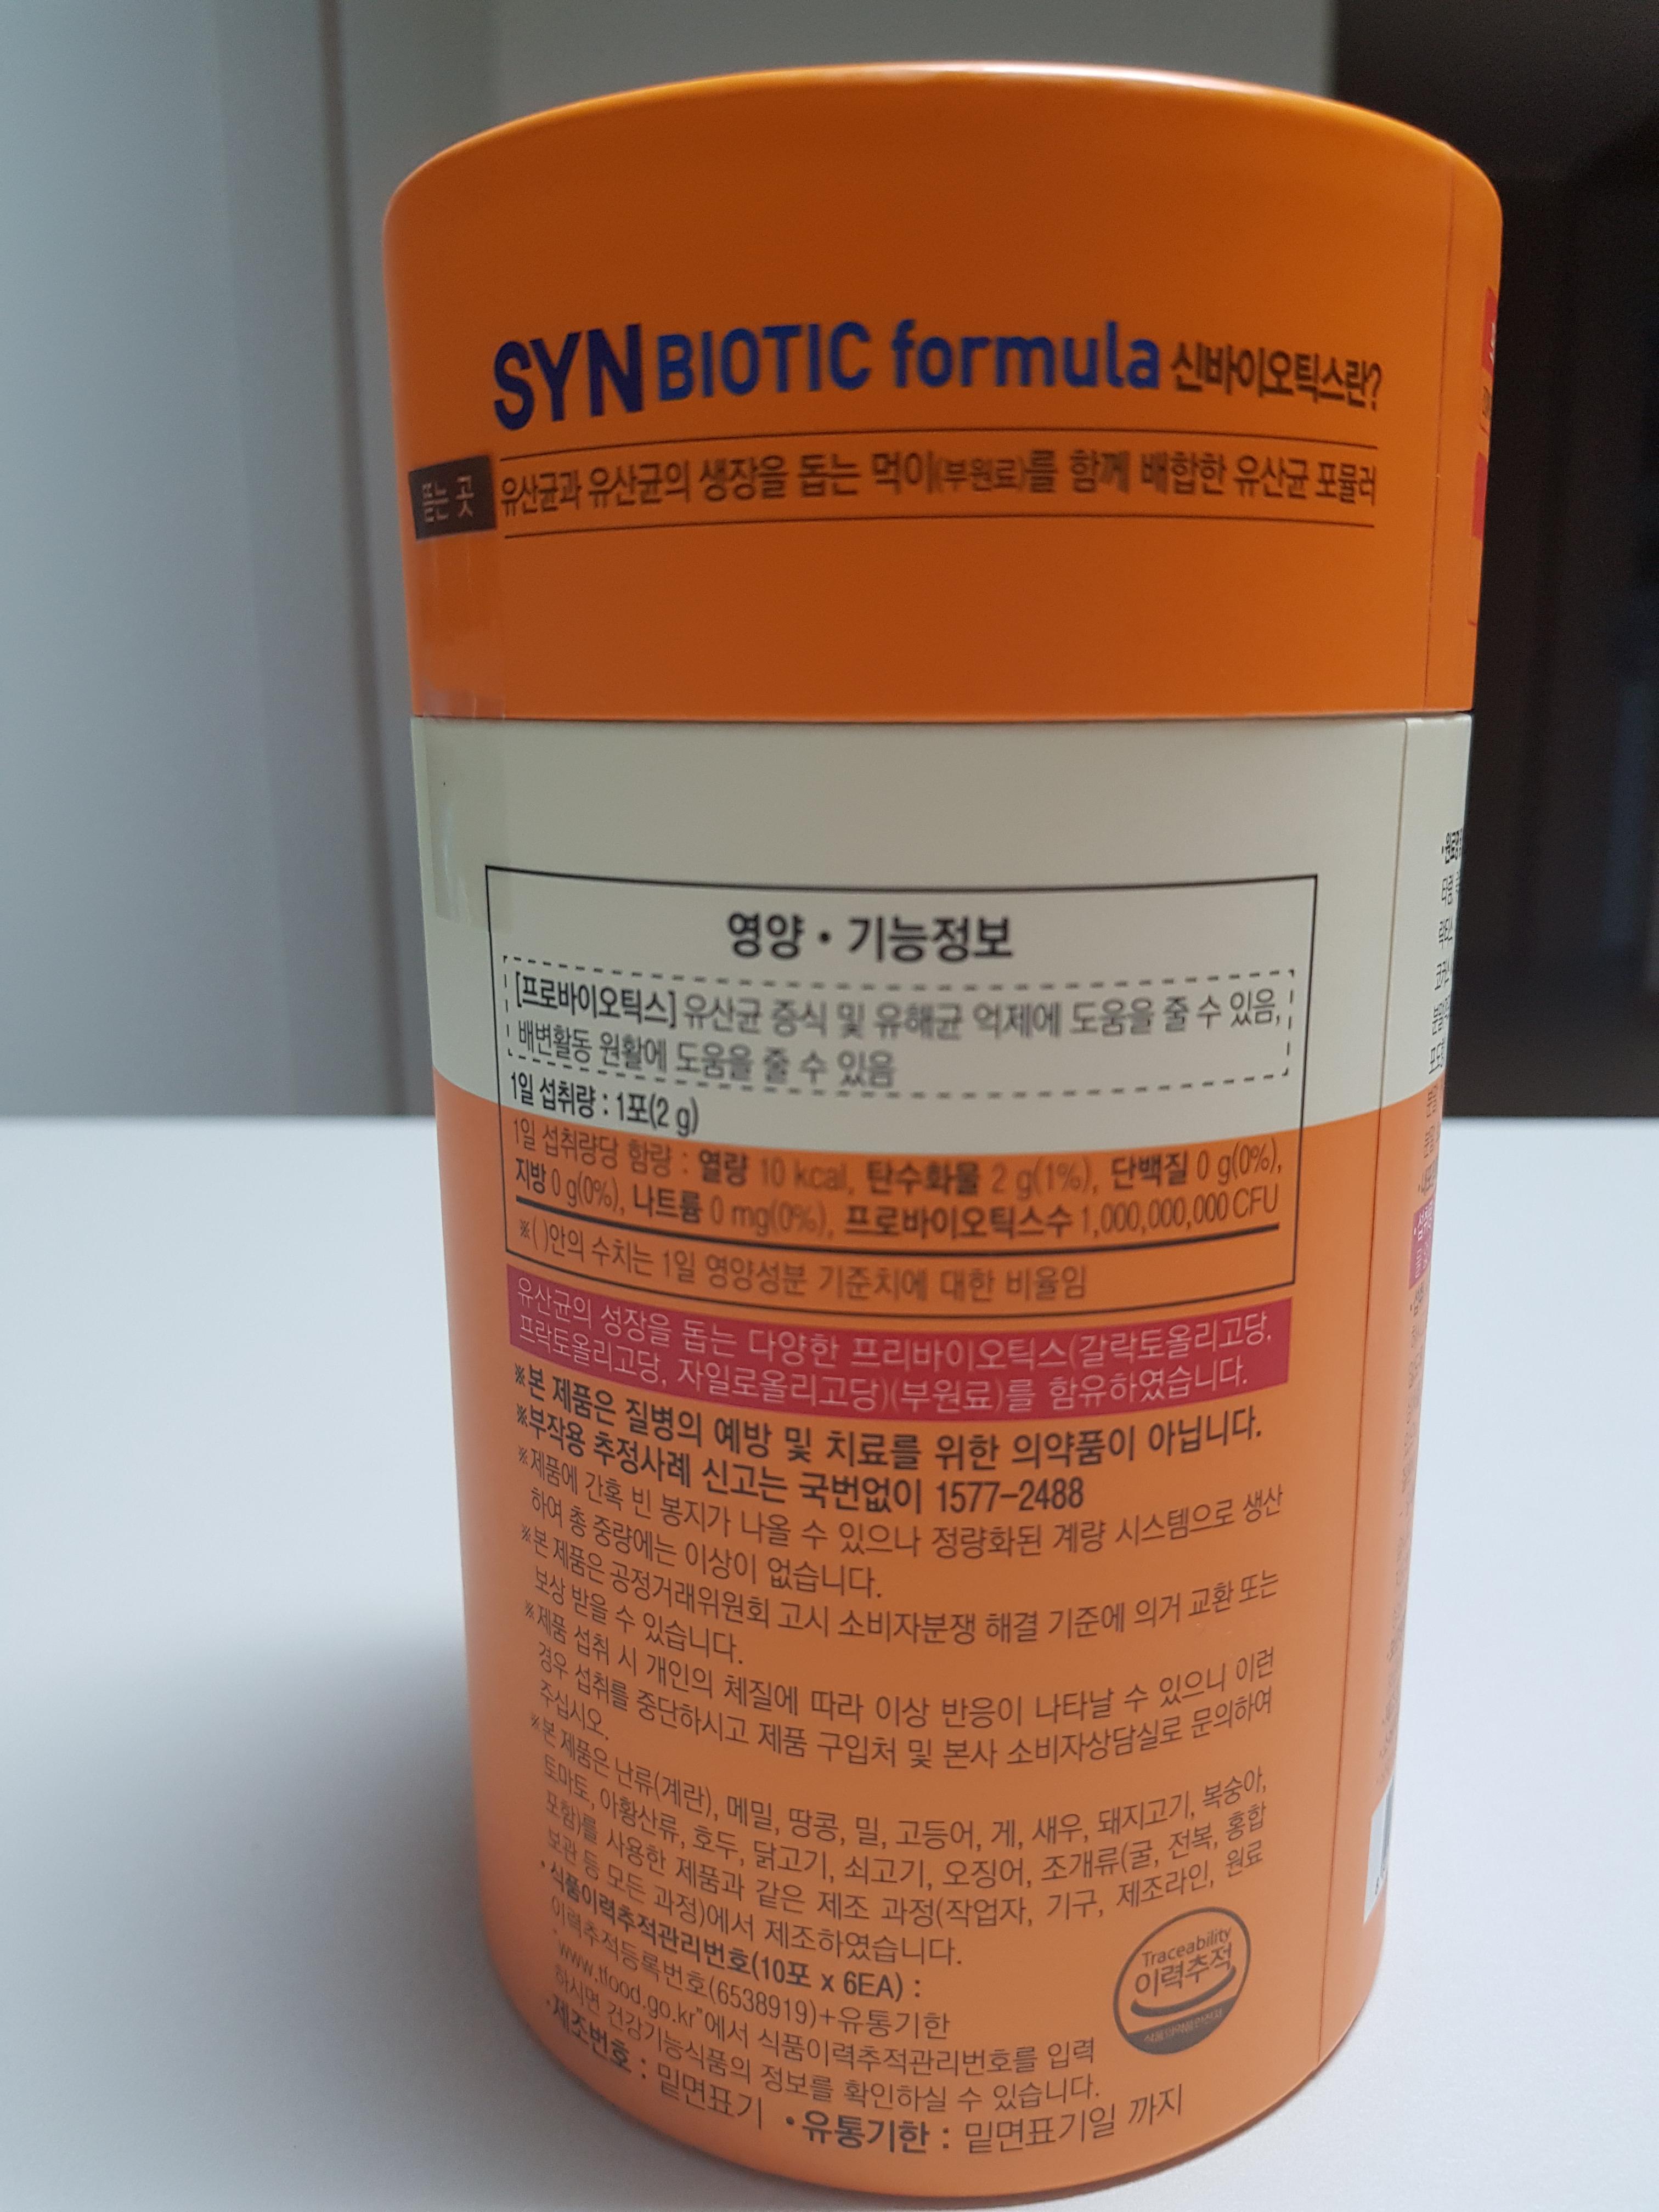 SYNBIOTIC formula 신바이오틱스란?
뜯는 곳
유산균과 유산균의 생장을 돕는 먹이(부원료)를 함께 배합한 유산균 포뮬러
영양・기능정보
[프로바이오틱스] 유산균 증식 및 유해균 억제에 도움을 줄 수 있음,
배변활동 원활에 도움을 줄 수 있음
1일 섭취량 : 1포(2 g)
1일 섭취량당 함량 : 열량 10 kcal, 탄수화물 2 g(1%), 단백질 0 g(0%),
지방 0 g(0%), 나트륨 0 mg(0%), 프로바이오틱스수 1,000,000,000 CFU
※( )안의 수치는 1일 영양성분 기준치에 대한 비율임
유산균의 성장을 돕는 다양한 프리바이오틱스(갈락토올리고당,
프락토올리고당, 자일로올리고당)(부원료)를 함유하였습니다.
※본 제품은 질병의 예방 및 치료를 위한 의약품이 아닙니다.
※부작용 추정사례 신고는 국번없이 1577-2488
※제품에 간혹 빈 봉지가 나올 수 있으나 정량화된 계량 시스템으로 생산
하여 총 중량에는 이상이 없습니다.
※본 제품은 공정거래위원회 고시 소비자분쟁 해결 기준에 의거 교환 또는
보상 받을 수 있습니다.
※제품 섭취 시 개인의 체질에 따라 이상 반응이 나타날 수 있으니 이런
경우 섭취를 중단하시고 제품 구입처 및 본사 소비자상담실로 문의하여
주십시오.
※본 제품은 난류(계란), 메밀, 땅콩, 밀, 고등어, 게, 새우, 돼지고기, 복숭아,
토마토, 아황산류, 호두, 닭고기, 쇠고기, 오징어, 조개류(굴, 전복, 홍합
포함)를 사용한 제품과 같은 제조 과정(작업자, 기구, 제조라인, 원료
보관 등 모든 과정)에서 제조하였습니다.
・식품이력추적관리번호(10포 x 6EA) :
이력추적등록번호(6538919)+유통기한
"www.tfood.go.kr"에서 식품이력추적관리번호를 입력
하시면 건강기능식품의 정보를 확인하실 수 있습니다.
・제조번호 : 밑면표기 ・유통기한 : 밑면표기일 까지
Traceability
이력추적
식품의약품안전처